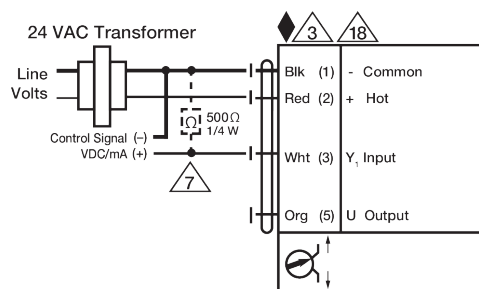 24 VAC Transformer
3
18
Line
Volts
Blk (1) - Common
Red (2) + Hot
Ω
500Ω
1/4 W
Control Signal (–)
VDC/mA (+)
Wht (3) Y₁ Input
7
Org (5) U Output